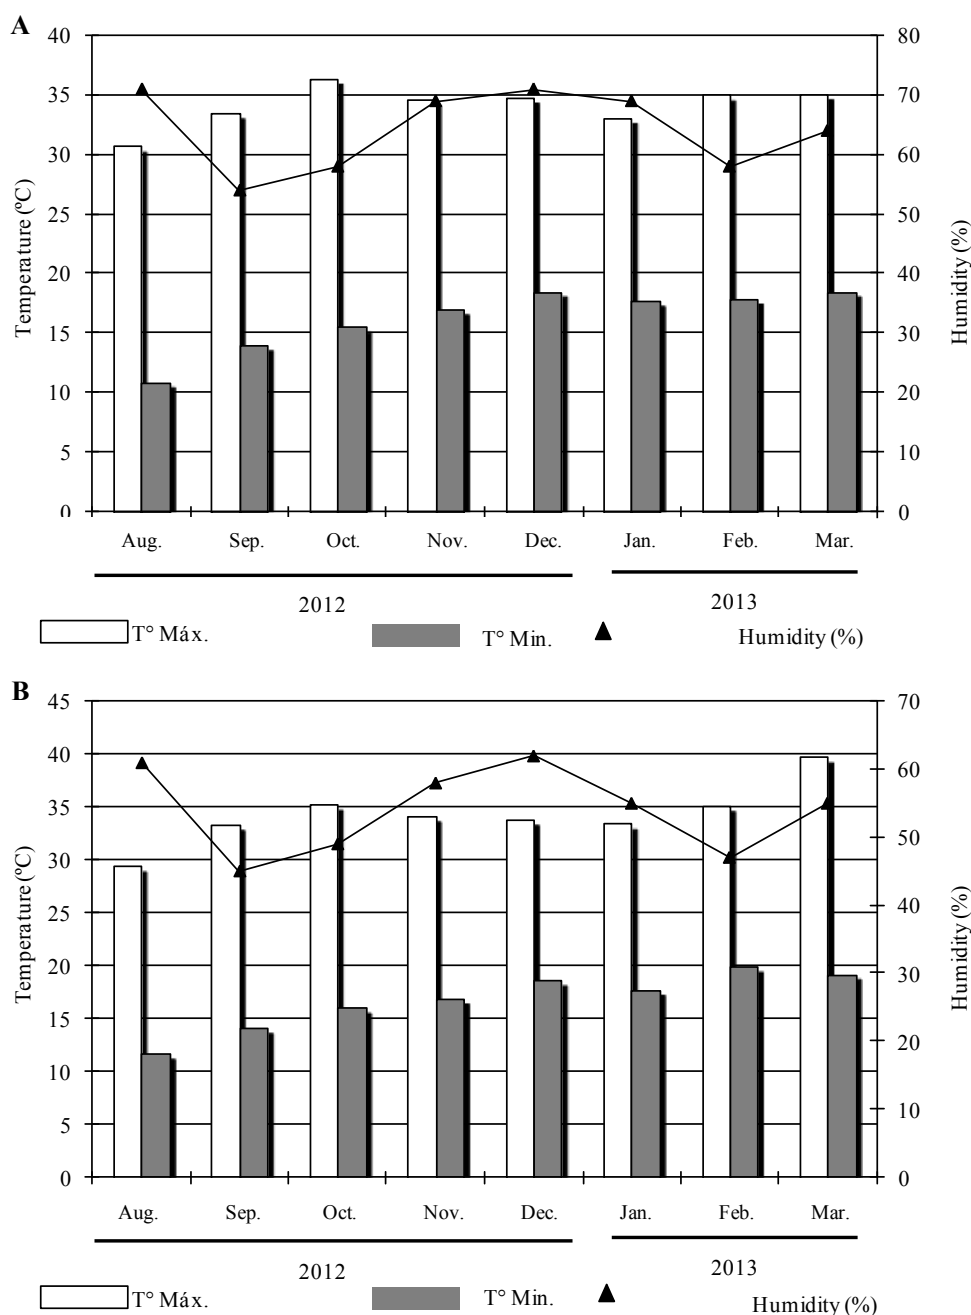 A
40 80
35 70
30 60
25 50
20 40
15 30
10 20
5 10
0 0
Temperature (ºC)
Humidity (%)
Aug. Sep. Oct. Nov. Dec. Jan. Feb. Mar.
2012 2013
T° Máx. T° Min. Humidity (%)
B
45 70
40 60
35 50
30 40
25 30
20 20
15 10
10 0
5
0
Temperature (ºC)
Humidity (%)
Aug. Sep. Oct. Nov. Dec. Jan. Feb. Mar.
2012 2013
T° Máx. T° Min. Humidity (%)